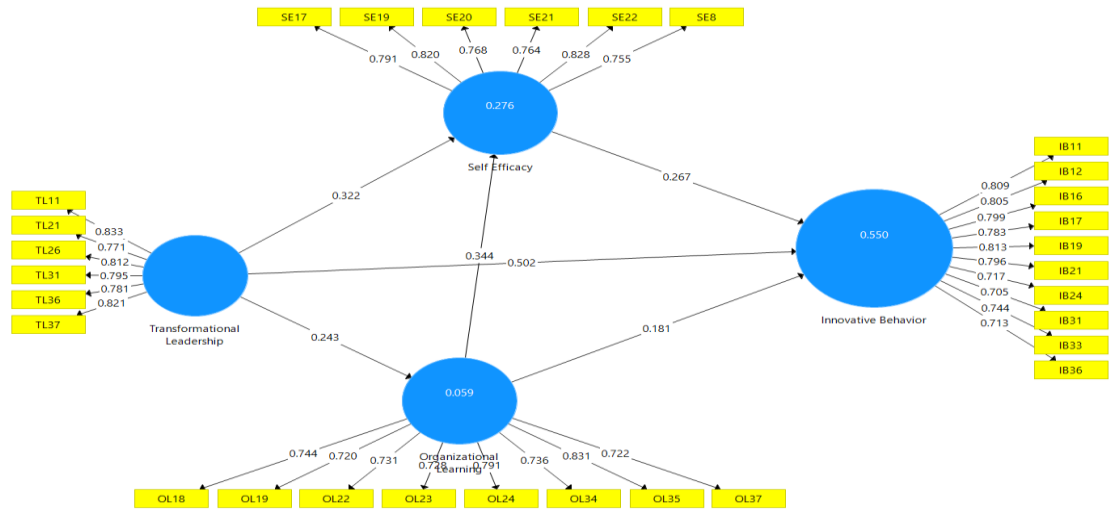 SE17 SE19 SE20 SE21 SE22 SE8
0.791 0.820 0.768 0.764 0.828 0.755
0.276
Self Efficacy
IB11
IB12
IB16
IB17
IB19
IB21
IB24
IB31
IB33
IB36
0.809
0.805
0.799
0.783
0.813
0.796
0.717
0.705
0.744
0.713
0.267
0.322
TL11
TL21
TL26
TL31
TL36
TL37
0.833
0.771
0.812
0.795
0.781
0.821
0.550
0.344
0.502
Innovative Behavior
Transformational
Leadership
0.243
0.181
0.059
Organizational
Learning
0.744 0.720 0.731 0.728 0.791 0.736 0.831 0.722
OL18 OL19 OL22 OL23 OL24 OL34 OL35 OL37